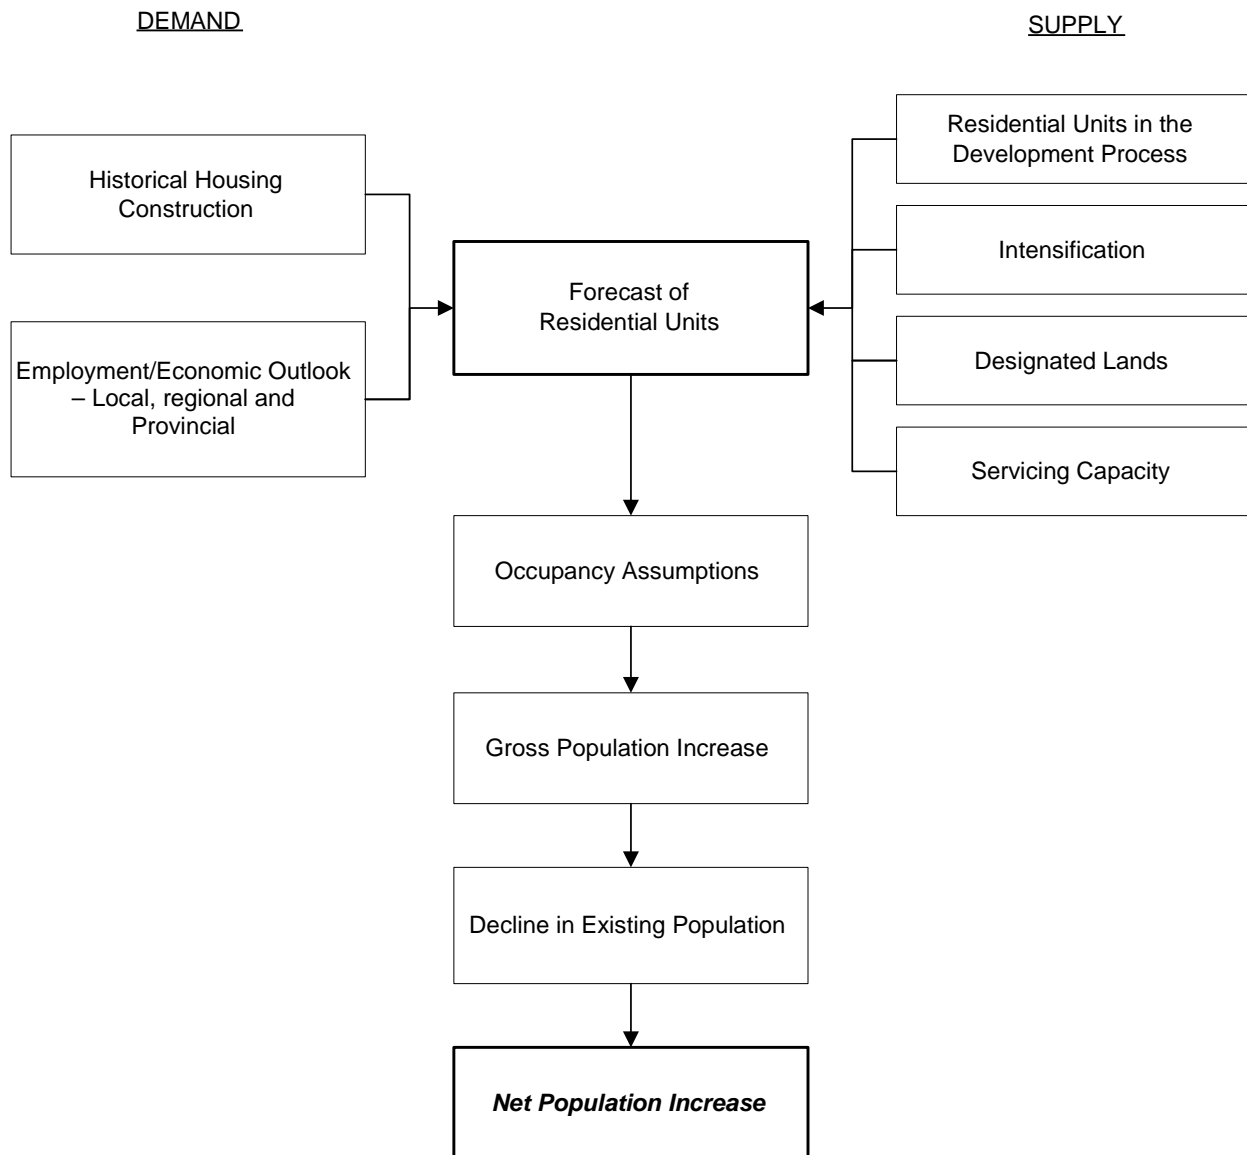 DEMAND
SUPPLY
Historical Housing
Construction
Employment/Economic Outlook
– Local, regional and
Provincial
Forecast of
Residential Units
Residential Units in the
Development Process
Intensification
Designated Lands
Servicing Capacity
Occupancy Assumptions
Gross Population Increase
Decline in Existing Population
Net Population Increase